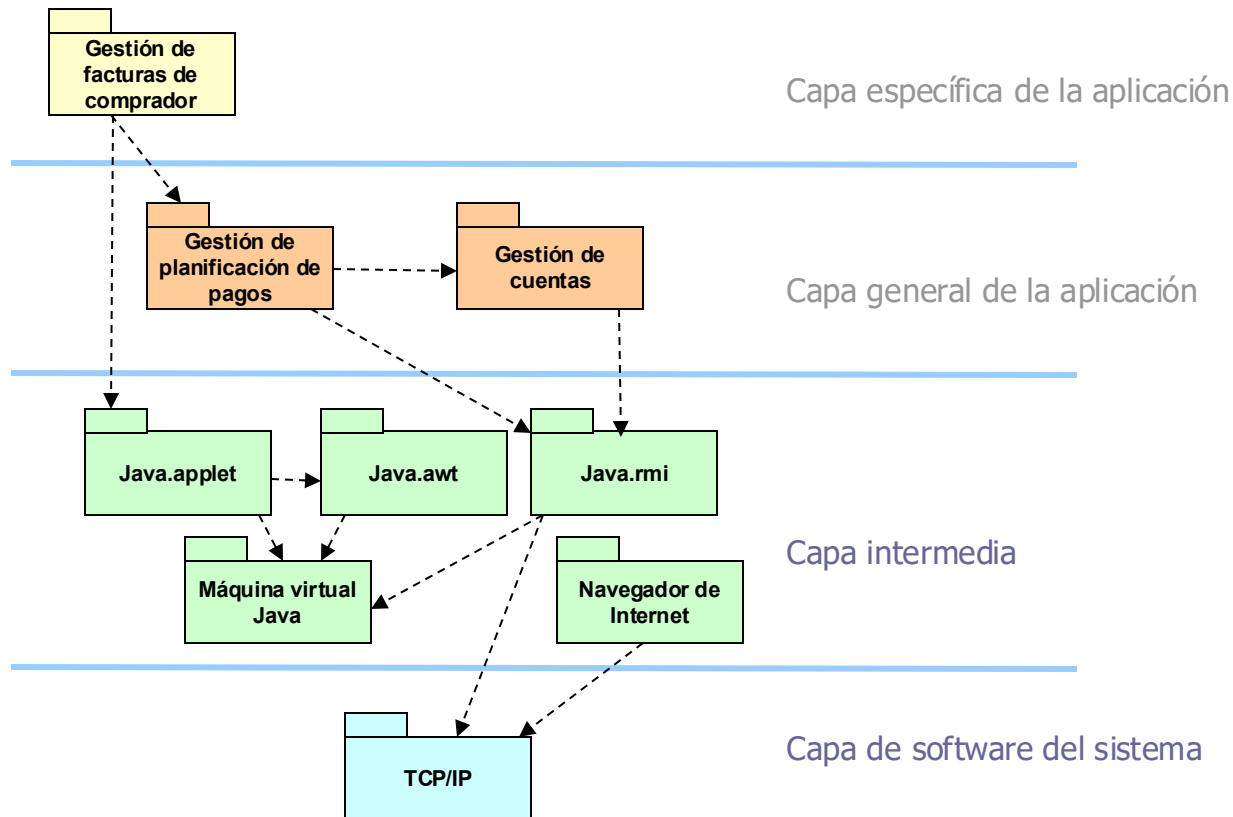 Gestión de
facturas de
comprador
Capa específica de la aplicación
Gestión de
planificación de
pagos
Gestión de
cuentas
Capa general de la aplicación
Java.applet
Java.awt
Java.rmi
Capa intermedia
Máquina virtual
Java
Navegador de
Internet
Capa de software del sistema
TCP/IP